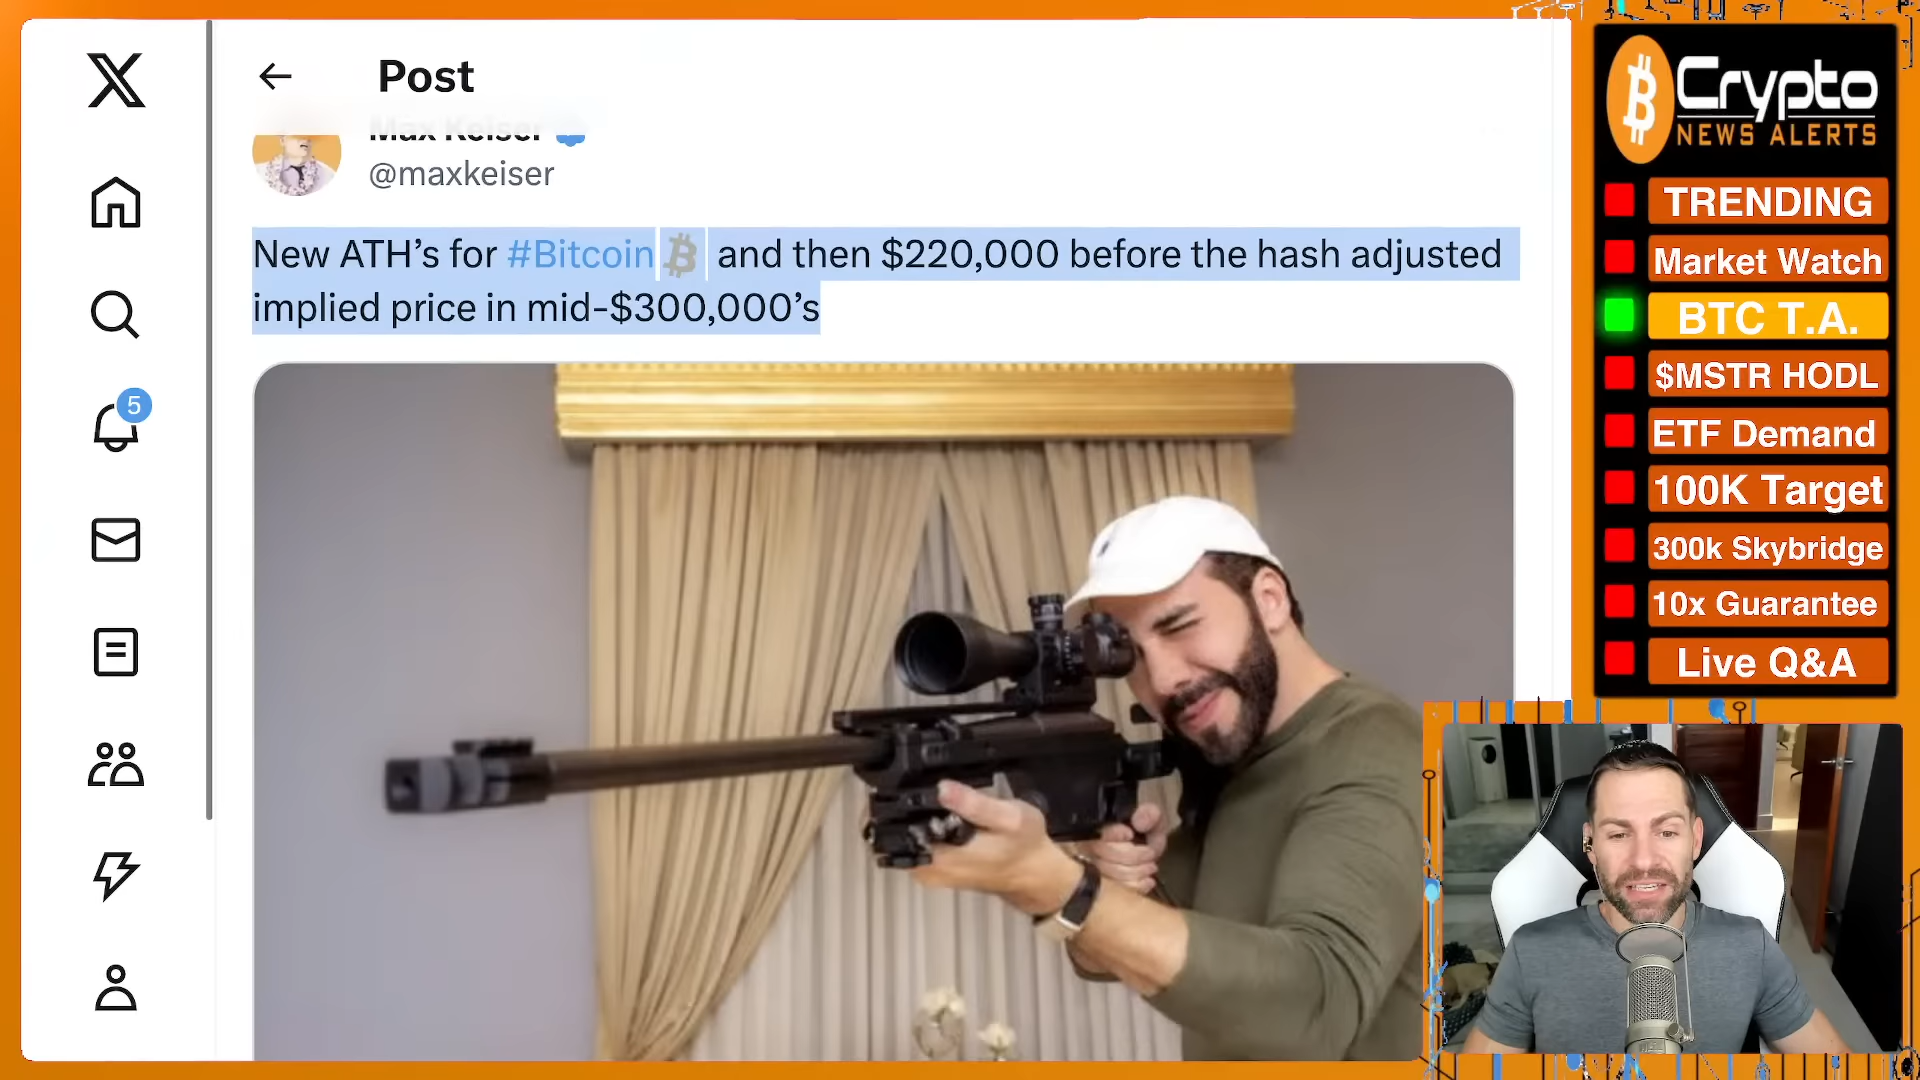 Post
Max Keiser
@maxkeiser
New ATH’s for #Bitcoin and then $220,000 before the hash adjusted
implied price in mid-$300,000’s
5
Crypto
NEWS ALERTS
TRENDING
Market Watch
BTC T.A.
$MSTR HODL
ETF Demand
100K Target
300k Skybridge
10x Guarantee
Live Q&A